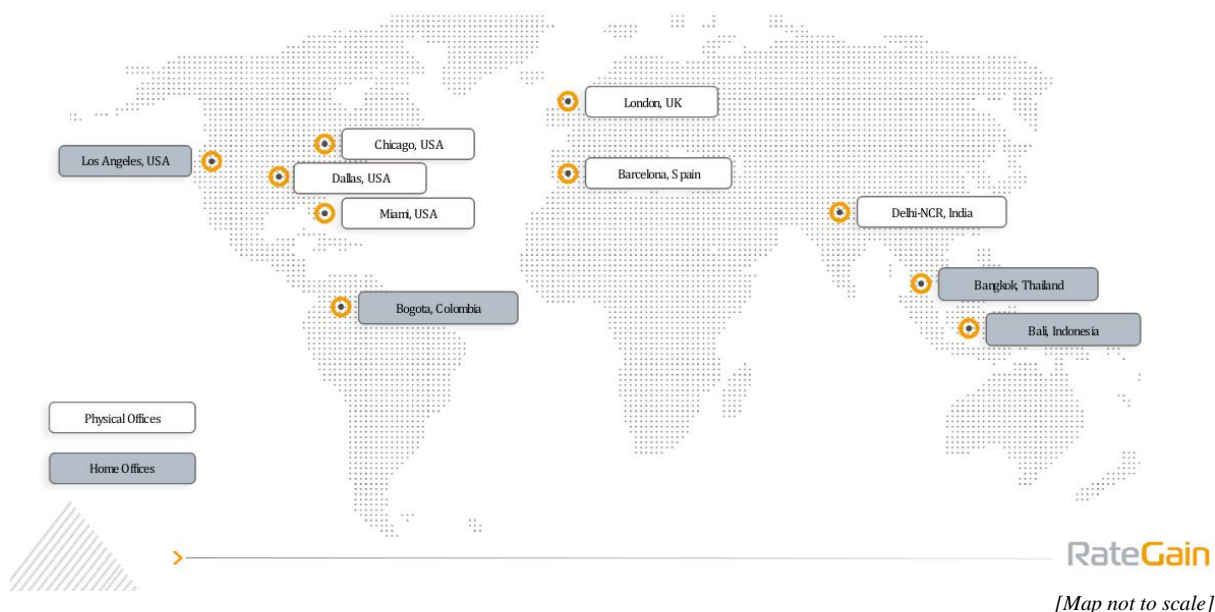 London, UK
Chicago, USA
Los Angeles, USA
Dallas, USA
Barcelona, Spain
Miami, USA
Delhi-NCR, India
Bangkok, Thailand
Bogota, Colombia
Bali, Indonesia
Physical Offices
Home Offices
RateGain
[Map not to scale]